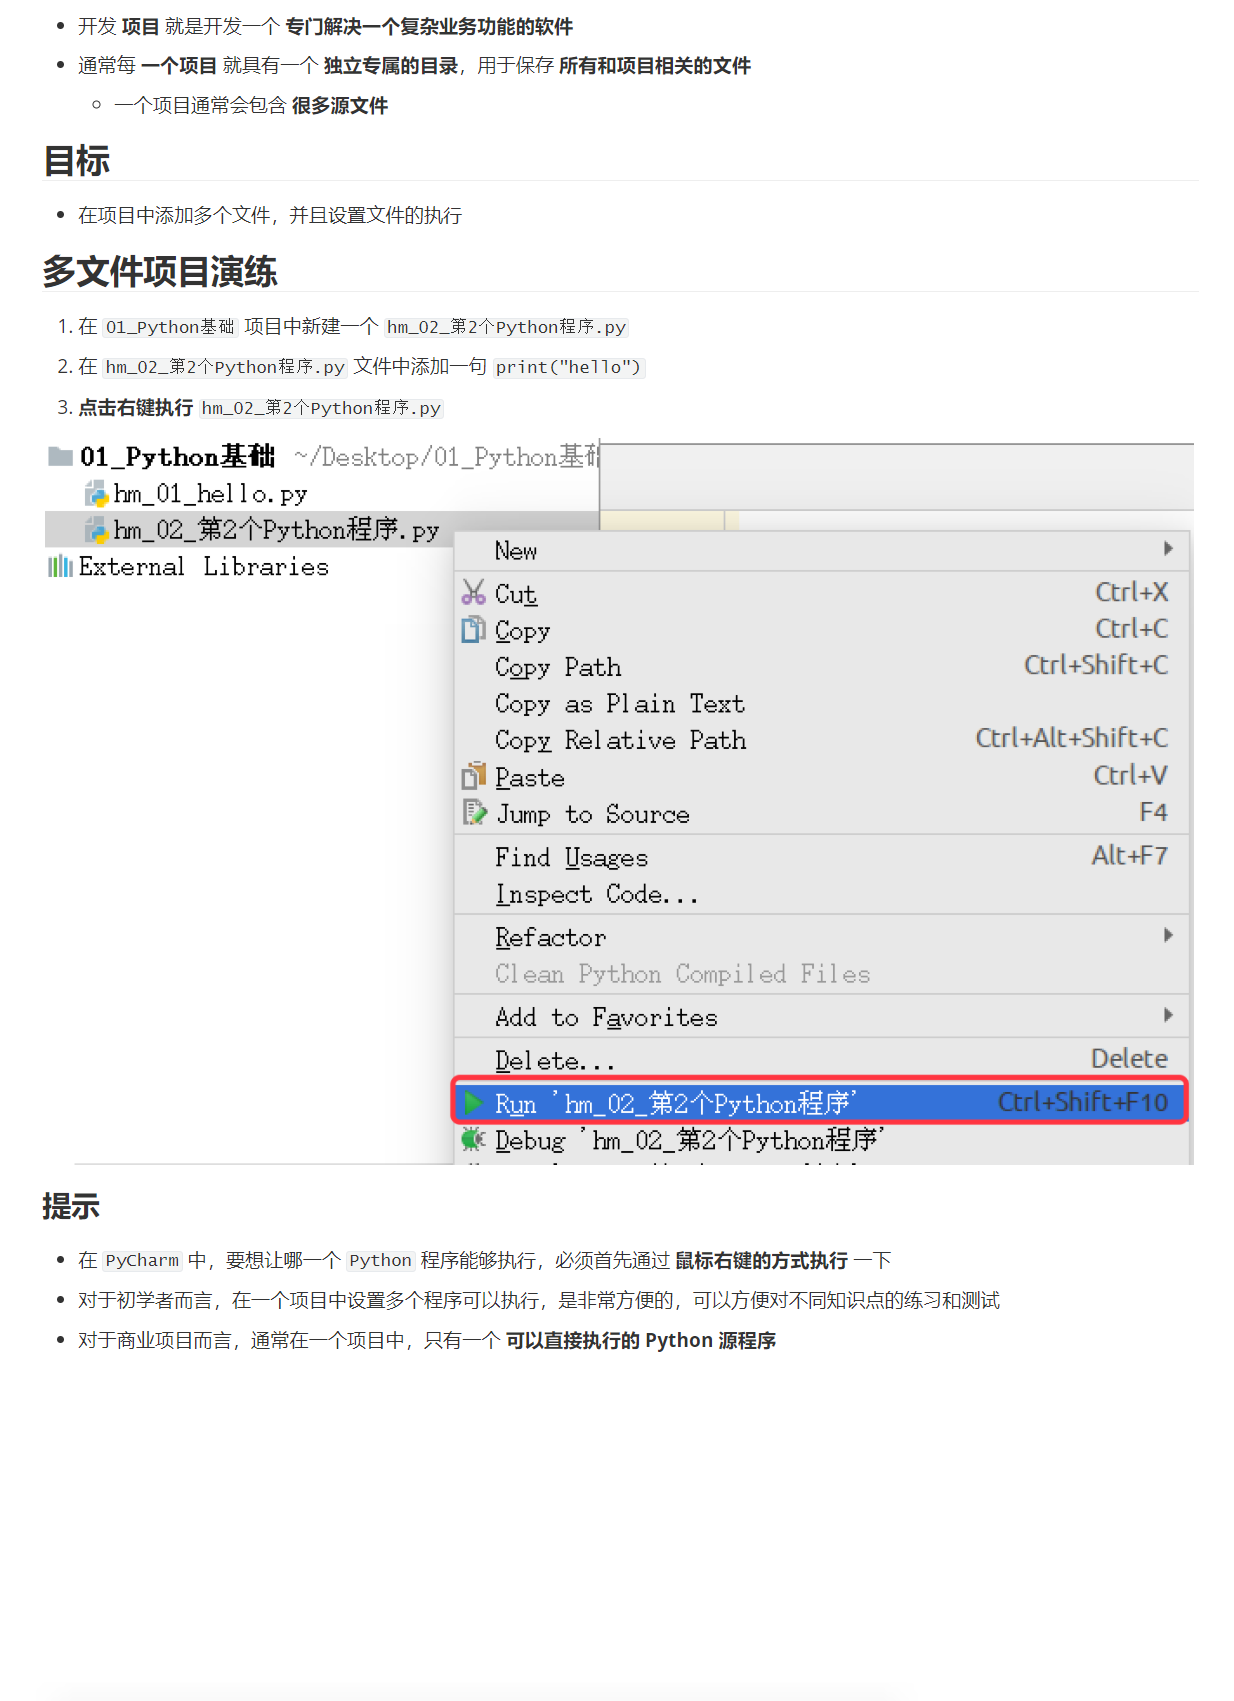 开发 项目 就是开发一个 专门解决一个复杂业务功能的软件
通常每 一个项目 就具有一个 独立专属的目录，用于保存 所有和项目相关的文件
一个项目通常会包含 很多源文件
目标
在项目中添加多个文件，并且设置文件的执行
多文件项目演练
1. 在 01_Python基础 项目中新建一个 hm_02_第2个Python程序.py
2. 在 hm_02_第2个Python程序.py 文件中添加一句 print("hello")
3. 点击右键执行 hm_02_第2个Python程序.py
01_Python基础 ~/Desktop/01_Python基
hm_01_hello.py
hm_02_第2个Python程序.py
External Libraries
New
Cut Ctrl+X
Copy Ctrl+C
Copy Path Ctrl+Shift+C
Copy as Plain Text
Copy Relative Path Ctrl+Alt+Shift+C
Paste Ctrl+V
Jump to Source F4
Find Usages Alt+F7
Inspect Code...
Refactor
Clean Python Compiled Files
Add to Favorites
Delete... Delete
Run 'hm_02_第2个Python程序' Ctrl+Shift+F10
Debug 'hm_02_第2个Python程序'
提示
在 PyCharm 中，要想让哪一个 Python 程序能够执行，必须首先通过 鼠标右键的方式执行 一下
对于初学者而言，在一个项目中设置多个程序可以执行，是非常方便的，可以方便对不同知识点的练习和测试
对于商业项目而言，通常在一个项目中，只有一个 可以直接执行的 Python 源程序